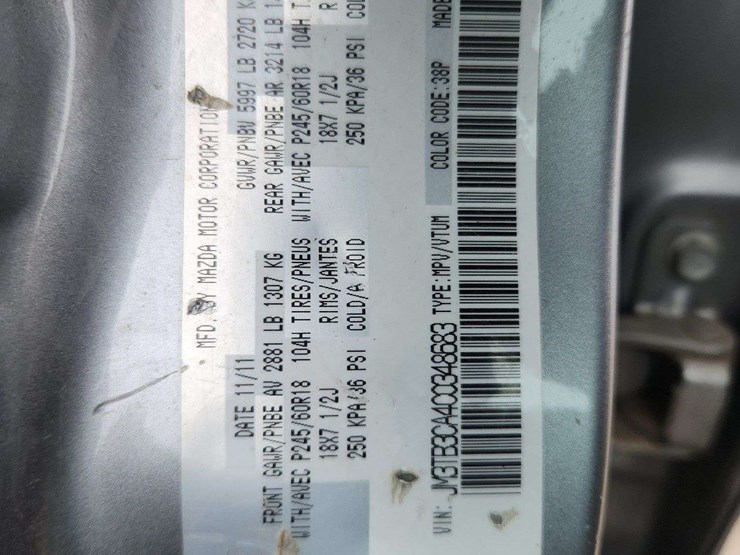 MFD. BY MAZDA MOTOR CORPORATION
DATE 11/11 GVWR/PNBV 5997 LB 2720 K
FRONT GAWR/PNBE AV 2881 LB 1307 KG REAR GAWR/PNBE AR 3214 LB
WITH/AVEC P245/60R18 104H TIRES/PNEUS WITH/AVEC P245/60R18 104H T
18X7 1/2J RIMS/JANTES 18X7 1/2J R
250 KPA/36 PSI COLD/A FROID 250 KPA/36 PSI CO
VIN: JM3TB3CA4C0348683 TYPE:MPV/VTUM COLOR CODE:38P MADE